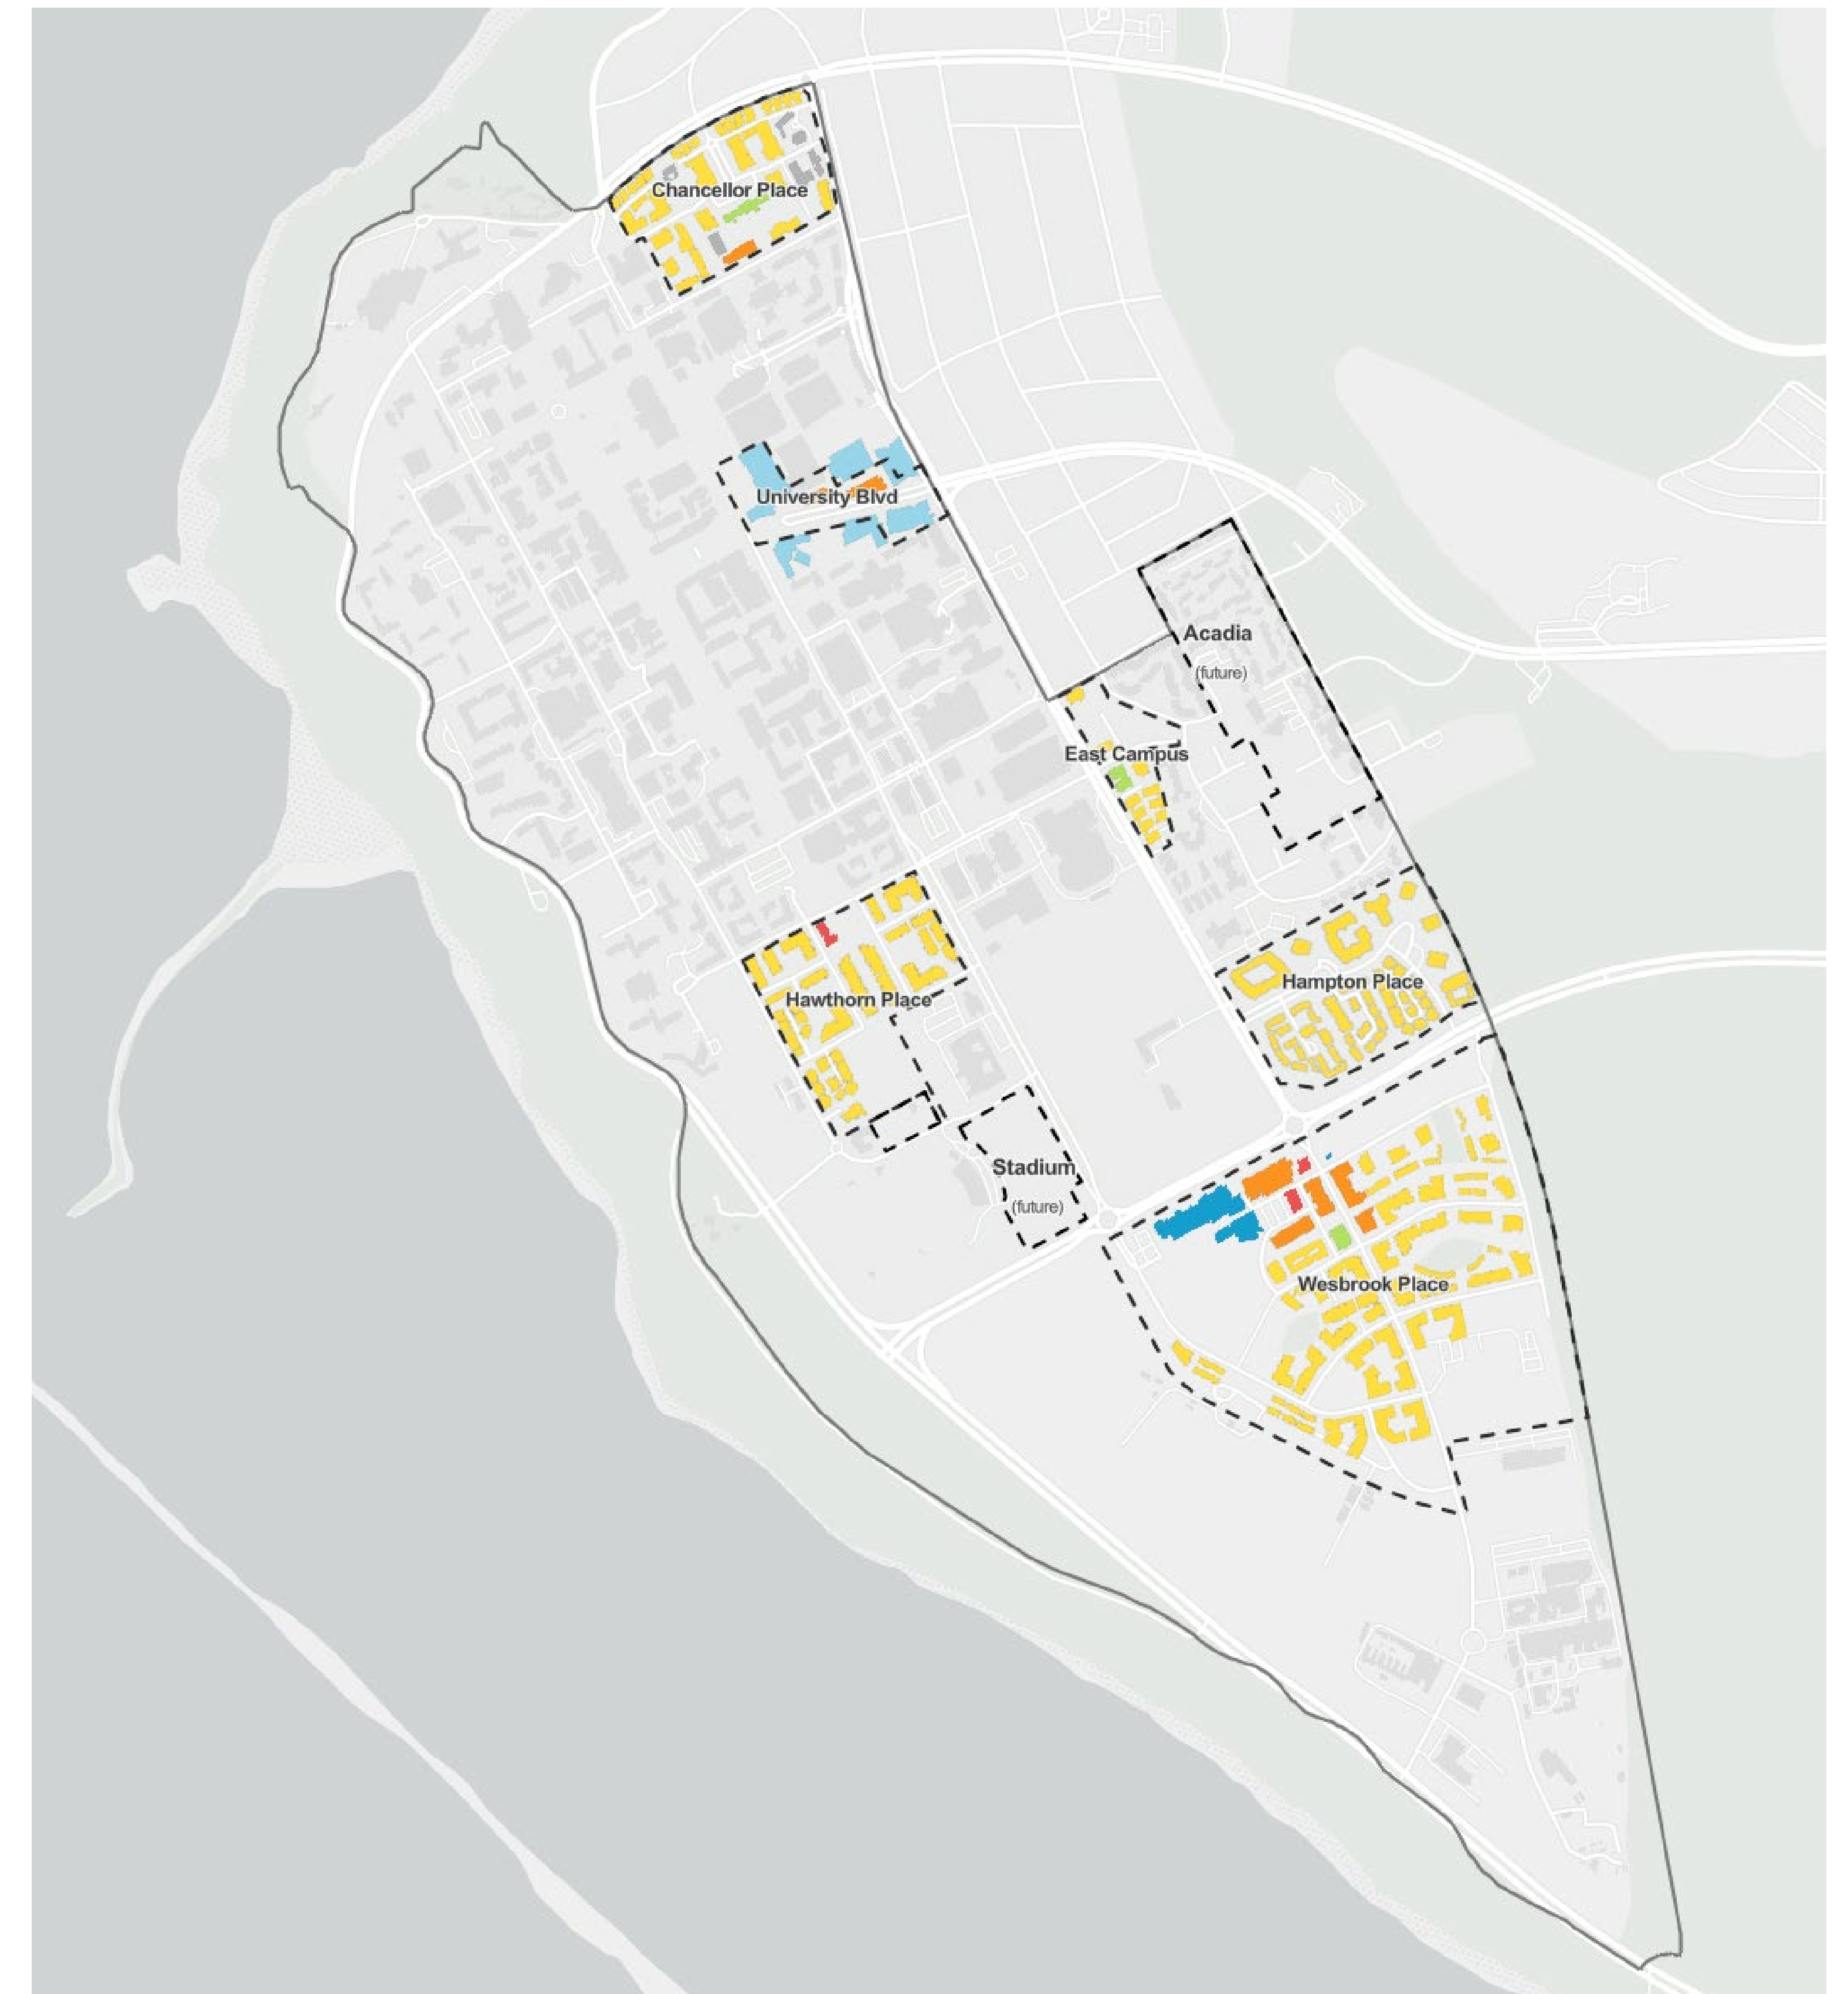 Chancellor Place
University Blvd
Acadia
(future)
East Campus
Hampton Place
Hawthorn Place
Stadium
(future)
Wesbrook Place